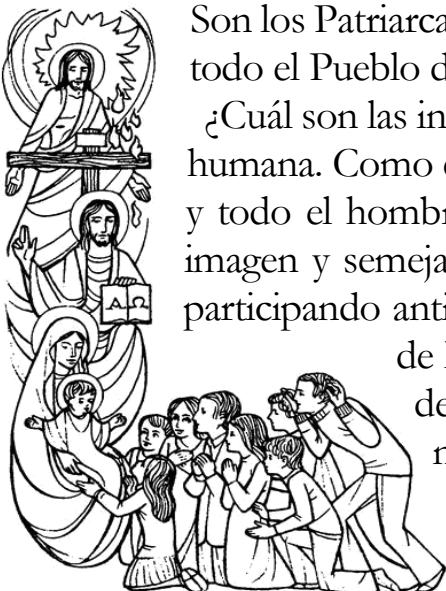 Son los Patriarca
todo el Pueblo d
¿Cuál son las in
humana. Como
y todo el hombr
imagen y semeja
participando anti
de
de
A Ω